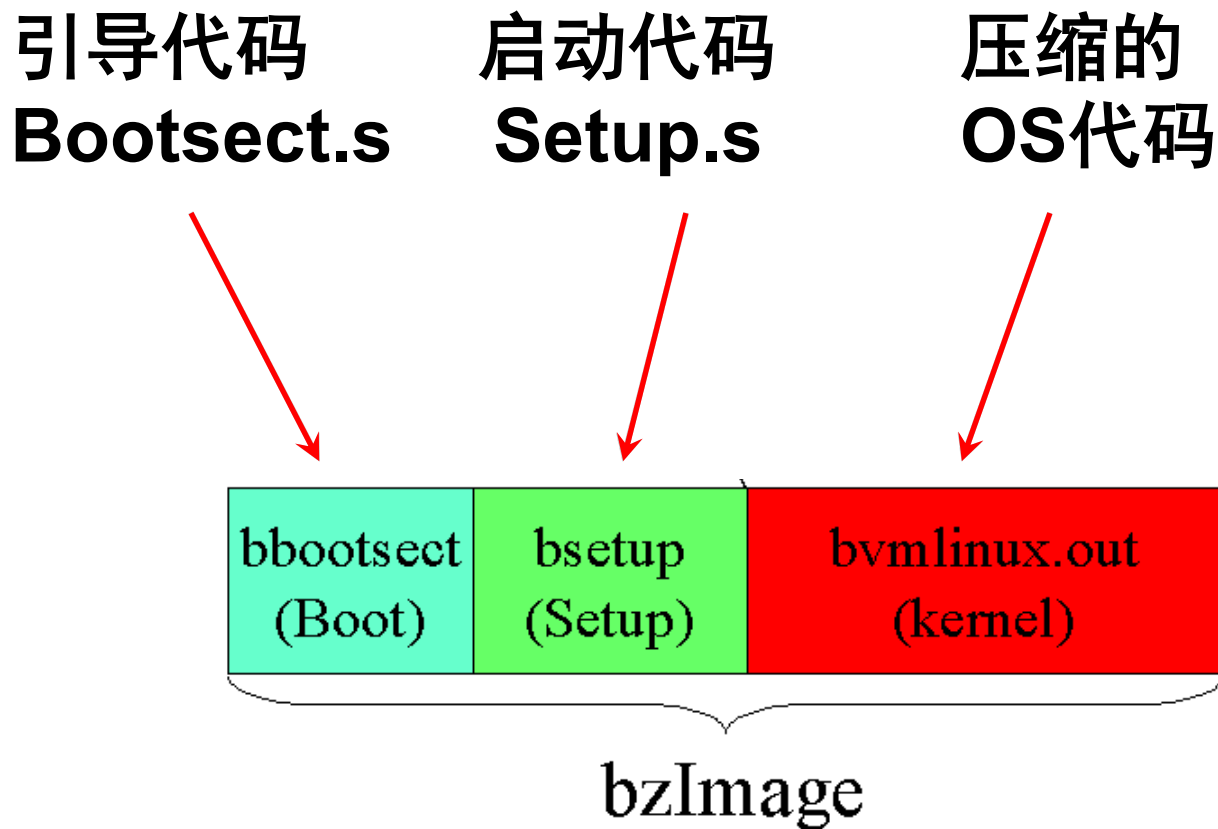 引导代码
Bootsect.s
启动代码
Setup.s
压缩的
OS代码
bbootsect
(Boot)
bsetup
(Setup)
bvmlinux.out
(kernel)
bzImage